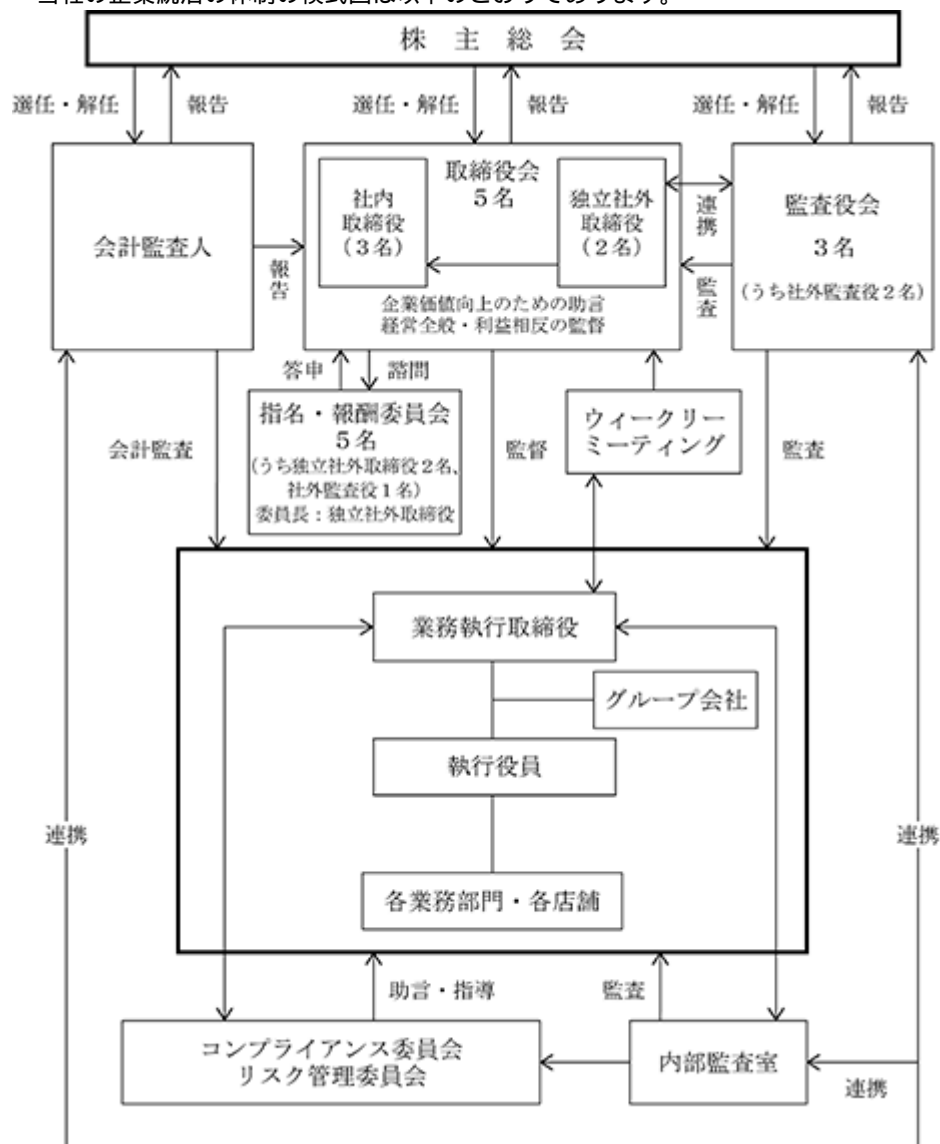 当社の企業統治の体制の模式図は以下のとおりであります。
株主総会
選任・解任
報告
選任・解任
報告
選任・解任
報告
会計監査人
報告
取締役会
5名
社内
取締役
(3名)
独立社外
取締役
(2名)
企業価値向上のための助言
経営全般・利益相反の監督
連携
監査
監査役会
3名
(うち社外監査役2名)
答申
諮問
指名・報酬委員会
5名
(うち独立社外取締役2名、
社外監査役1名)
委員長：独立社外取締役
ウィークリー
ミーティング
会計監査
監督
監査
業務執行取締役
グループ会社
執行役員
各業務部門・各店舗
連携
連携
助言・指導
監査
コンプライアンス委員会
リスク管理委員会
内部監査室
連携